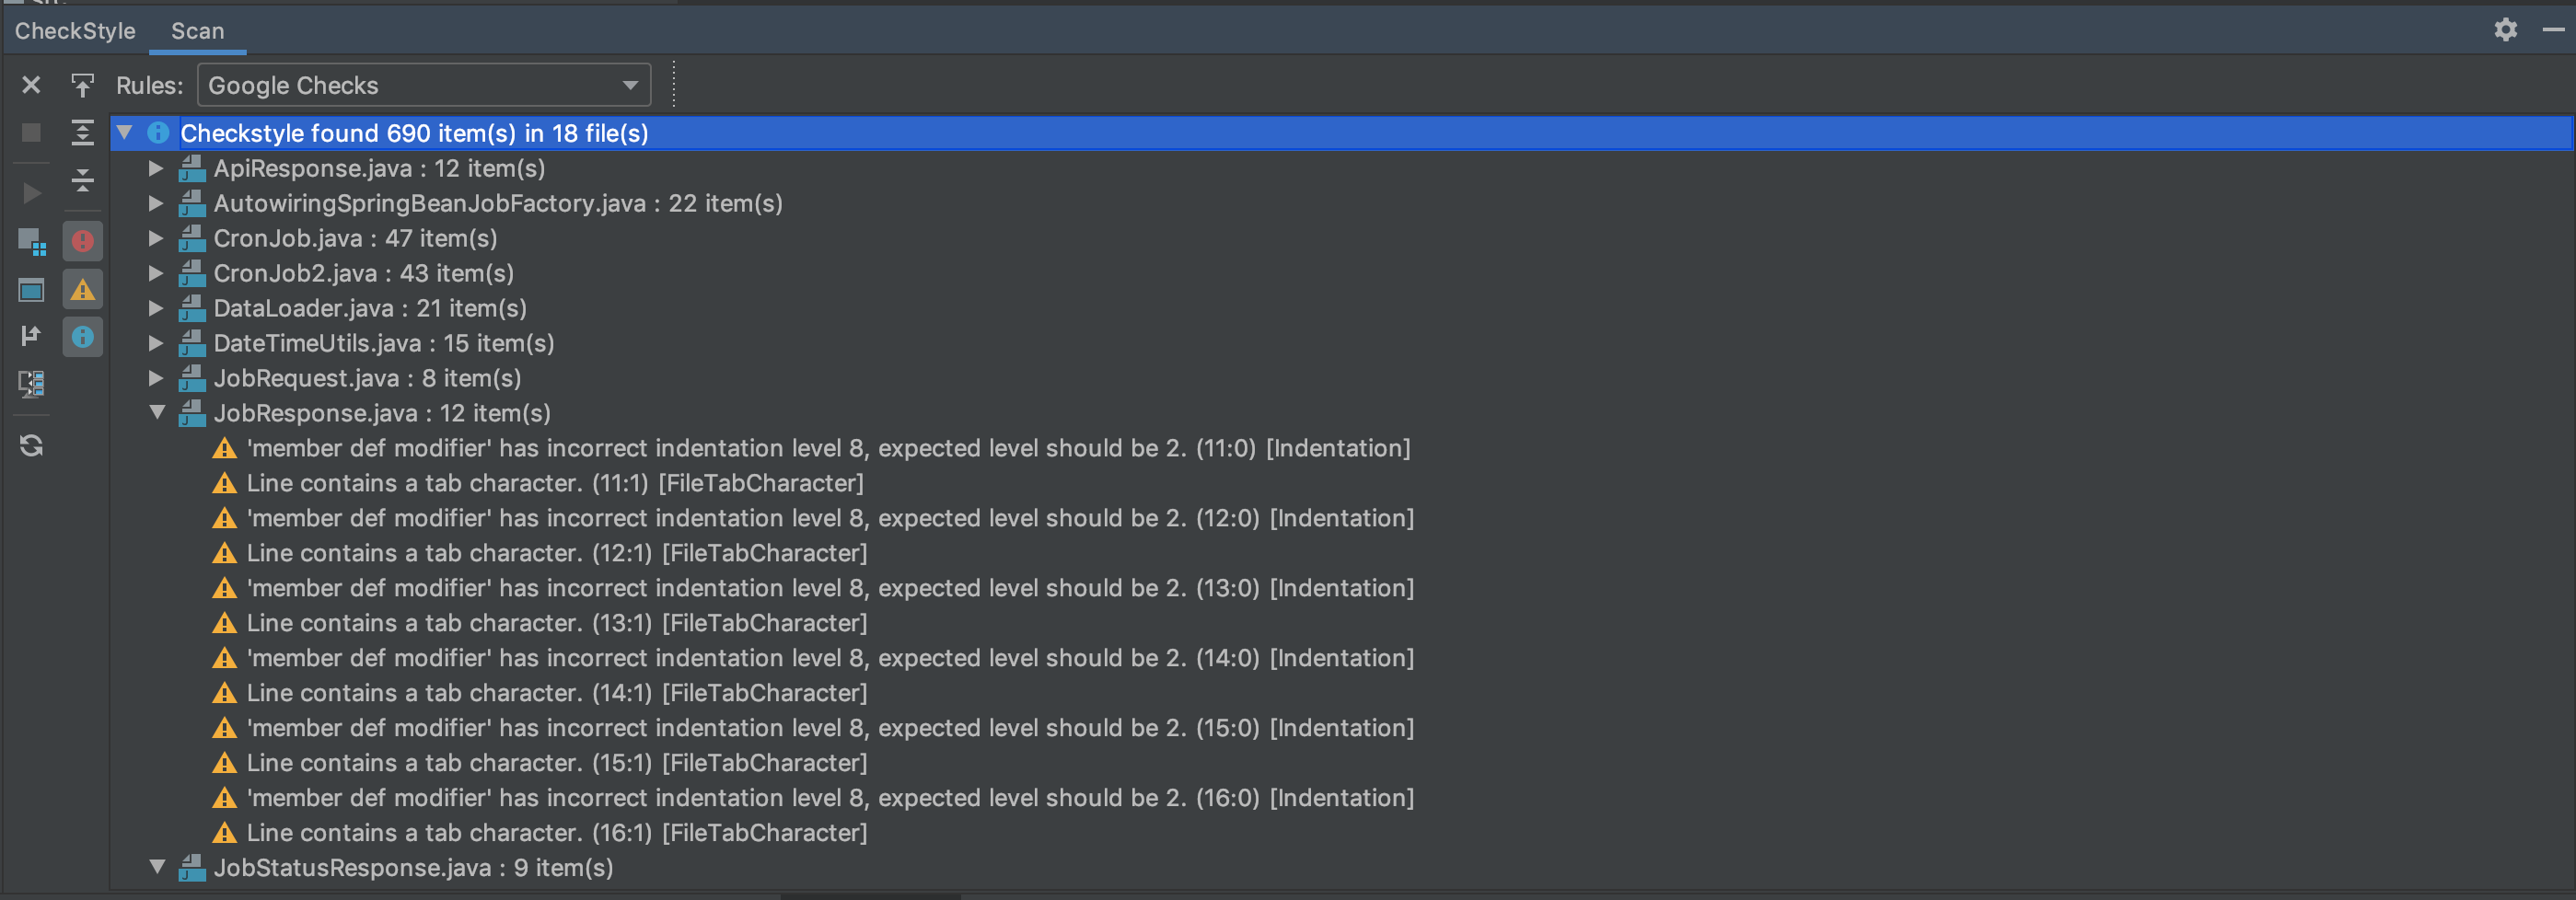 CheckStyle Scan
Rules: Google Checks
Checkstyle found 690 item(s) in 18 file(s)
ApiResponse.java : 12 item(s)
AutowiringSpringBeanJobFactory.java : 22 item(s)
CronJob.java : 47 item(s)
CronJob2.java : 43 item(s)
DataLoader.java : 21 item(s)
DateTimeUtils.java : 15 item(s)
JobRequest.java : 8 item(s)
JobResponse.java : 12 item(s)
'member def modifier' has incorrect indentation level 8, expected level should be 2. (11:0) [Indentation]
Line contains a tab character. (11:1) [FileTabCharacter]
'member def modifier' has incorrect indentation level 8, expected level should be 2. (12:0) [Indentation]
Line contains a tab character. (12:1) [FileTabCharacter]
'member def modifier' has incorrect indentation level 8, expected level should be 2. (13:0) [Indentation]
Line contains a tab character. (13:1) [FileTabCharacter]
'member def modifier' has incorrect indentation level 8, expected level should be 2. (14:0) [Indentation]
Line contains a tab character. (14:1) [FileTabCharacter]
'member def modifier' has incorrect indentation level 8, expected level should be 2. (15:0) [Indentation]
Line contains a tab character. (15:1) [FileTabCharacter]
'member def modifier' has incorrect indentation level 8, expected level should be 2. (16:0) [Indentation]
Line contains a tab character. (16:1) [FileTabCharacter]
JobStatusResponse.java : 9 item(s)